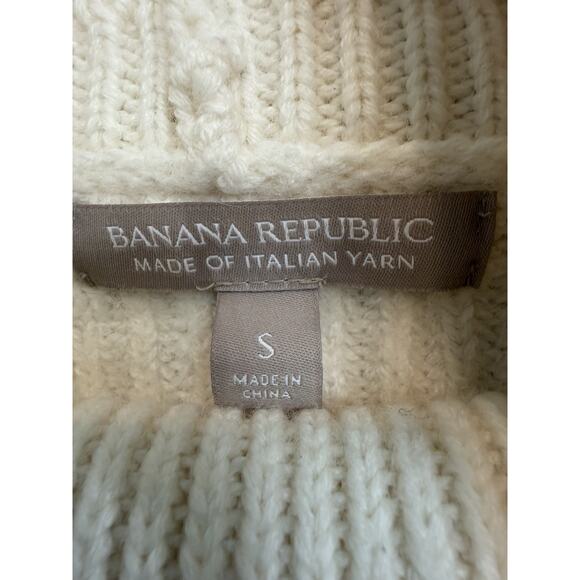 BANANA REPUBLIC
MADE OF ITALIAN YARN
S
MADE IN
CHINA